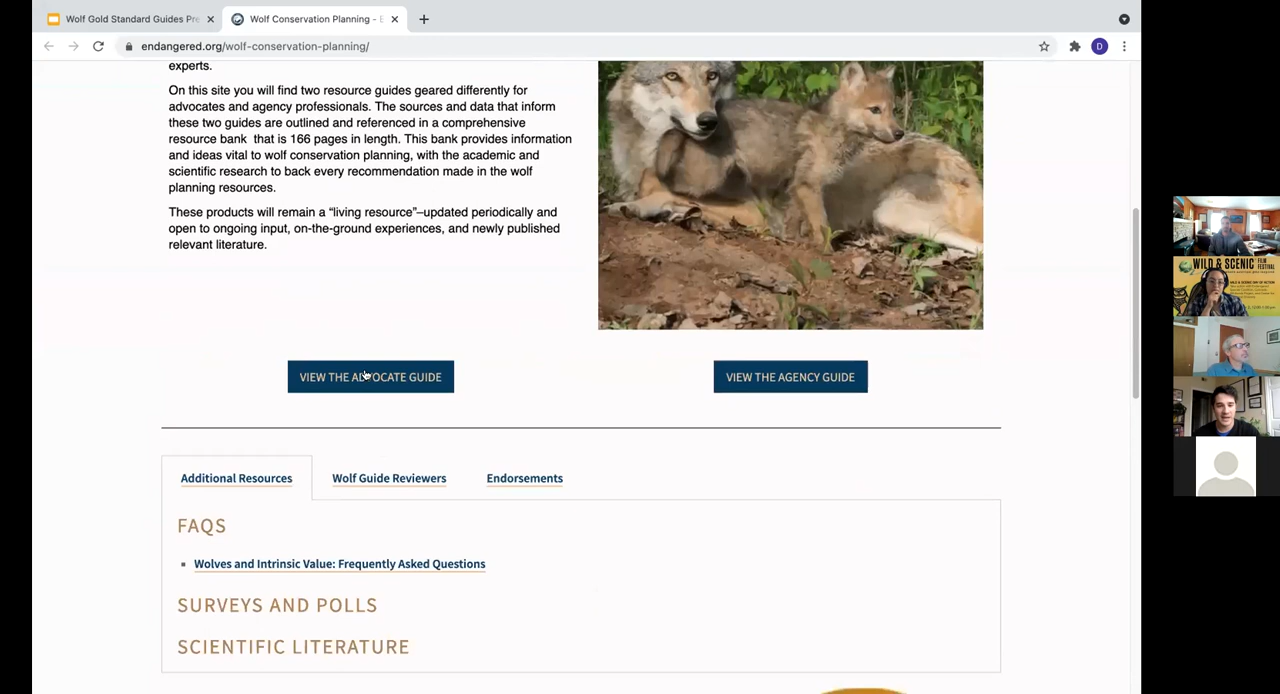 Wolf Gold Standard Guides Pre
Wolf Conservation Planning - E
endangered.org/wolf-conservation-planning/
D
experts.
On this site you will find two resource guides geared differently for
advocates and agency professionals. The sources and data that inform
these two guides are outlined and referenced in a comprehensive
resource bank that is 166 pages in length. This bank provides information
and ideas vital to wolf conservation planning, with the academic and
scientific research to back every recommendation made in the wolf
planning resources.
These products will remain a “living resource”–updated periodically and
open to ongoing input, on-the-ground experiences, and newly published
relevant literature.
VIEW THE ADVOCATE GUIDE
VIEW THE AGENCY GUIDE
Additional Resources
Wolf Guide Reviewers
Endorsements
FAQS
Wolves and Intrinsic Value: Frequently Asked Questions
SURVEYS AND POLLS
SCIENTIFIC LITERATURE
WILD & SCENIC
FILM
FESTIVAL